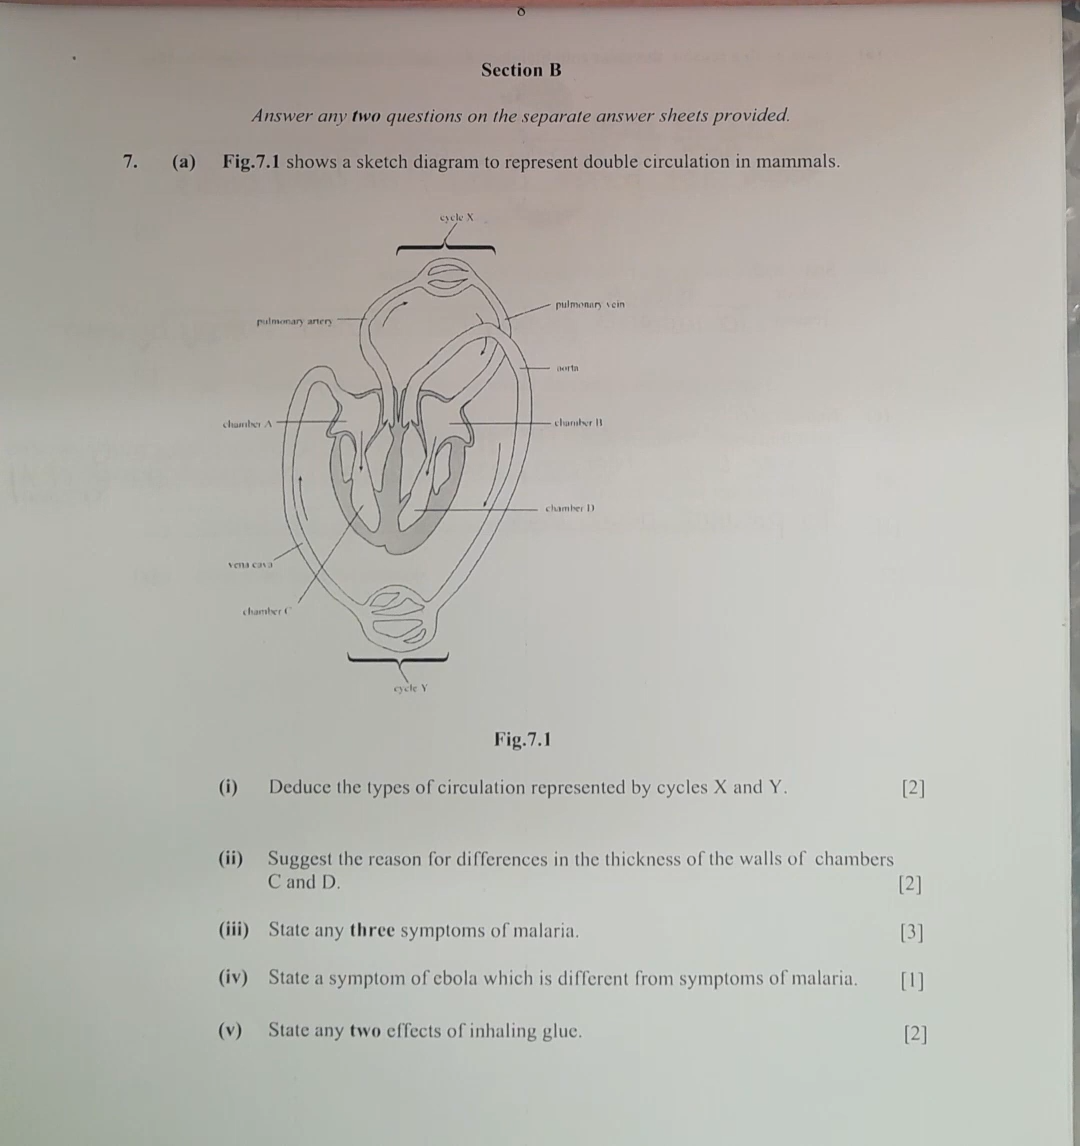 8
Section B
Answer any two questions on the separate answer sheets provided.
7. (a) Fig.7.1 shows a sketch diagram to represent double circulation in mammals.
cycle X
pulmonary vein
pulmonary artery
aorta
chamber A
chamber B
chamber D
vena cava
chamber C
cycle Y
Fig.7.1
(i) Deduce the types of circulation represented by cycles X and Y. [2]
(ii) Suggest the reason for differences in the thickness of the walls of chambers
C and D. [2]
(iii) State any three symptoms of malaria. [3]
(iv) State a symptom of ebola which is different from symptoms of malaria. [1]
(v) State any two effects of inhaling glue. [2]